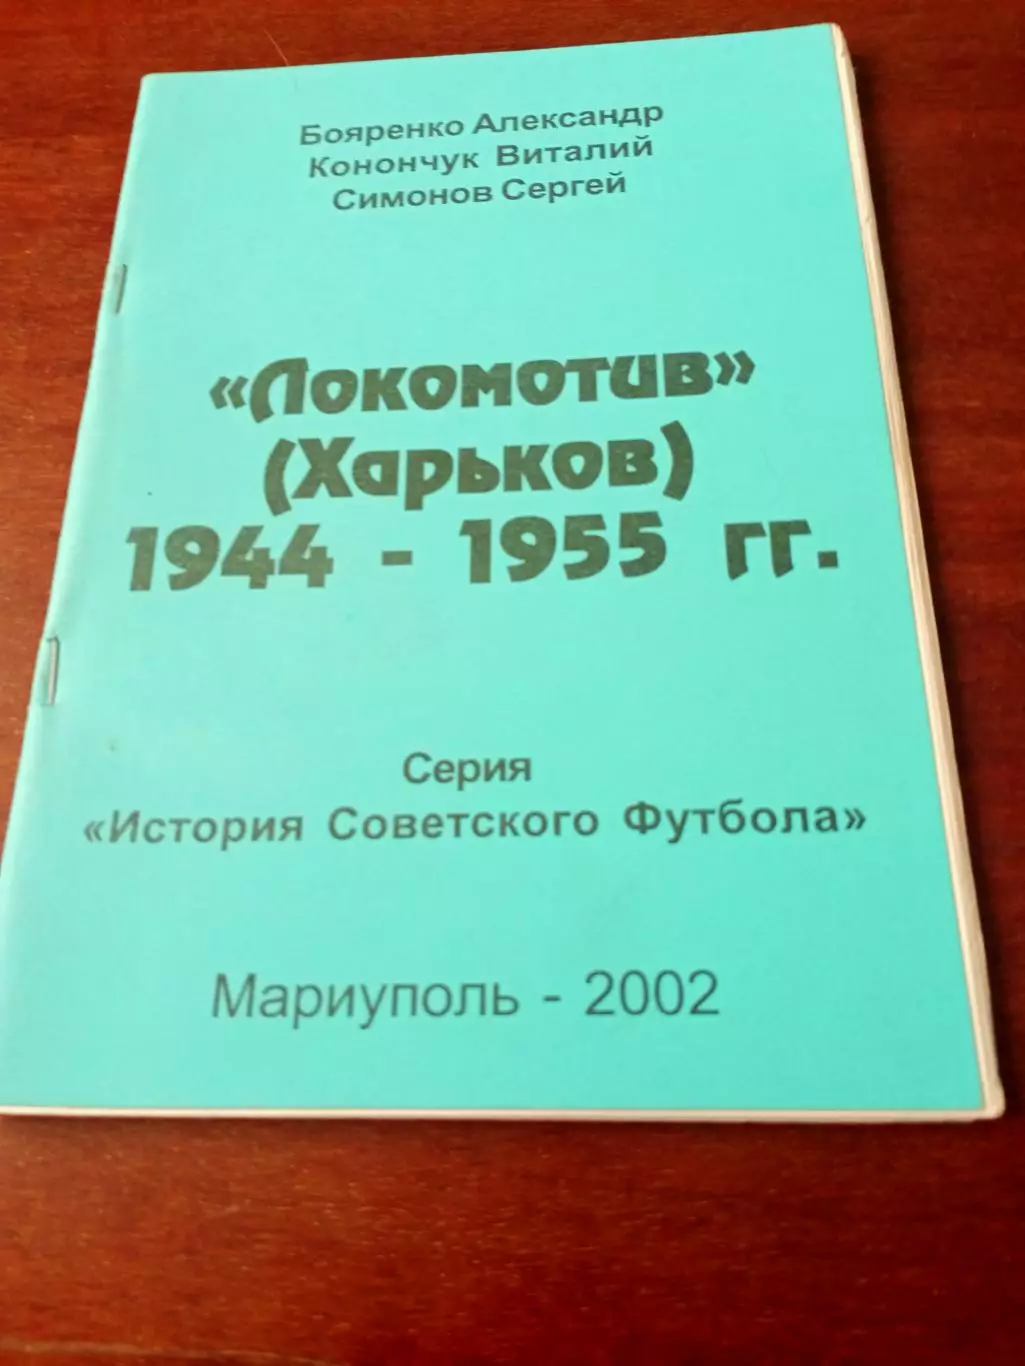 Бояренко Александр
Конончук Виталий
Симонов Сергей
«Локомотив»
(Харьков)
1944 - 1955 гг.
Серия
«История Советского Футбола»
Мариуполь - 2002